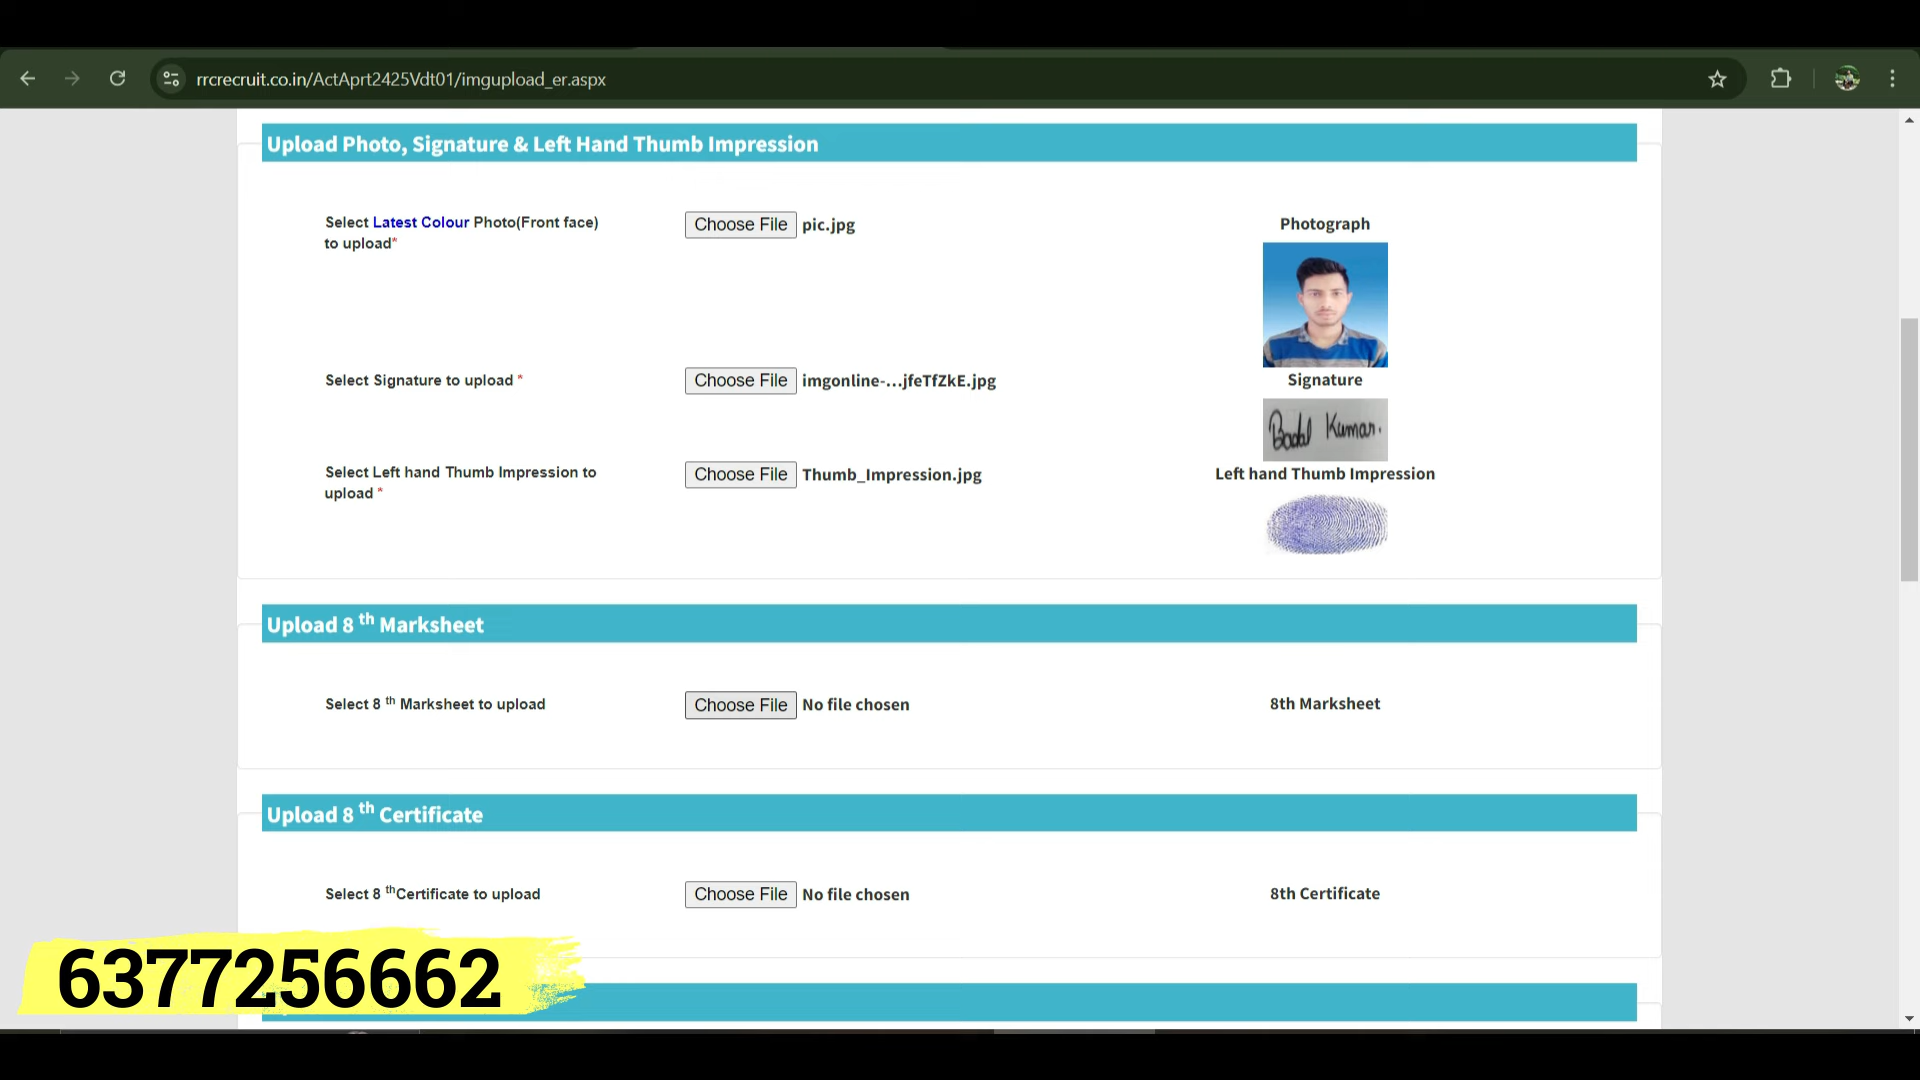 rrcrecruit.co.in/ActAprt2425Vdt01/imgupload_er.aspx
Upload Photo, Signature & Left Hand Thumb Impression
Select Latest Colour Photo(Front face)
to upload*
Choose File pic.jpg
Photograph
Select Signature to upload *
Choose File imgonline-...jfeTfZkE.jpg
Signature
Badal Kumar.
Select Left hand Thumb Impression to
upload *
Choose File Thumb_Impression.jpg
Left hand Thumb Impression
Upload 8 th Marksheet
Select 8 th Marksheet to upload
Choose File No file chosen
8th Marksheet
Upload 8 th Certificate
Select 8 thCertificate to upload
Choose File No file chosen
8th Certificate
6377256662